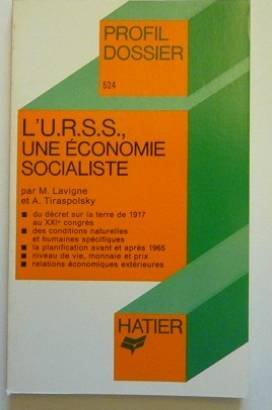 PROFIL
DOSSIER
524
L'U.R.S.S.,
UNE ÉCONOMIE
SOCIALISTE
par M. Lavigne
et A. Tiraspolsky
■ du décret sur la terre de 1917
au XXIe congrès
■ des conditions naturelles
et humaines spécifiques
■ la planification avant et après 1965
■ niveau de vie, monnaie et prix
■ relations économiques extérieures
HATIER